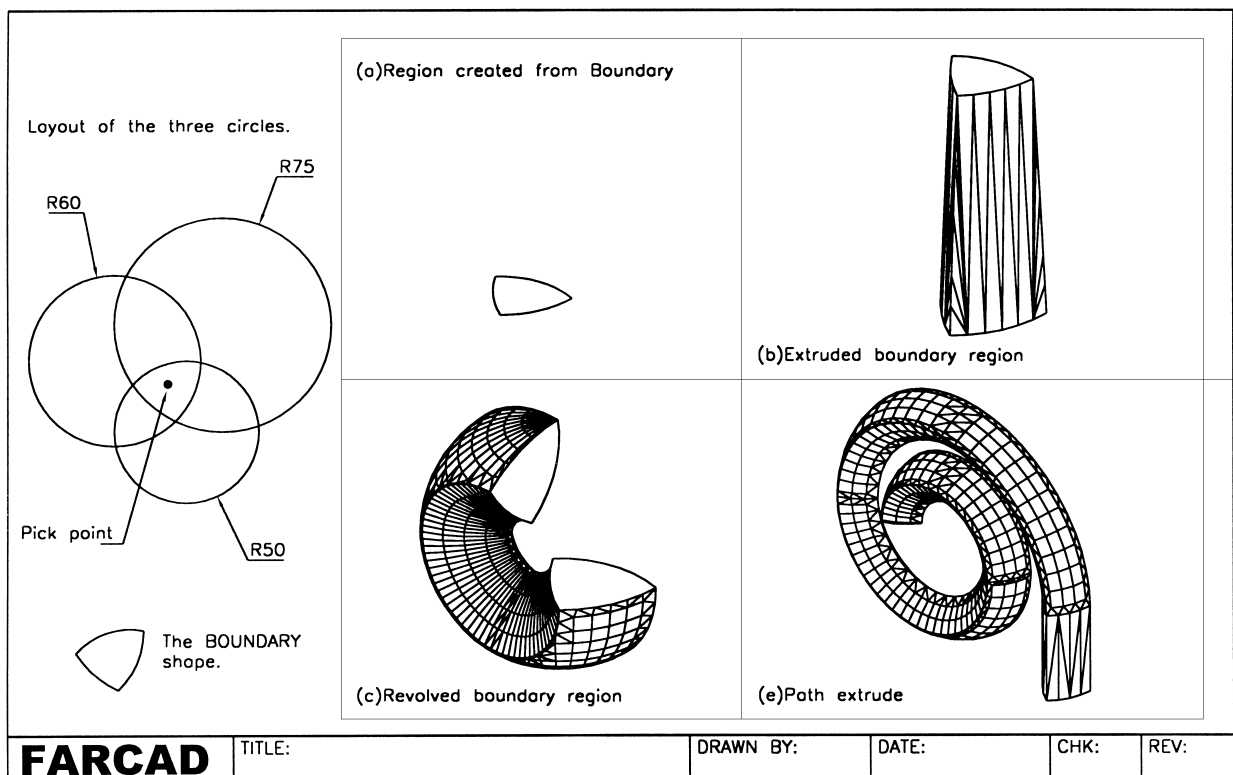 (a)Region created from Boundary
Layout of the three circles.
R75
R60
(b)Extruded boundary region
Pick point
R50
The BOUNDARY
shape.
(c)Revolved boundary region
(e)Path extrude
FARCAD
TITLE:
DRAWN BY:
DATE:
CHK:
REV: